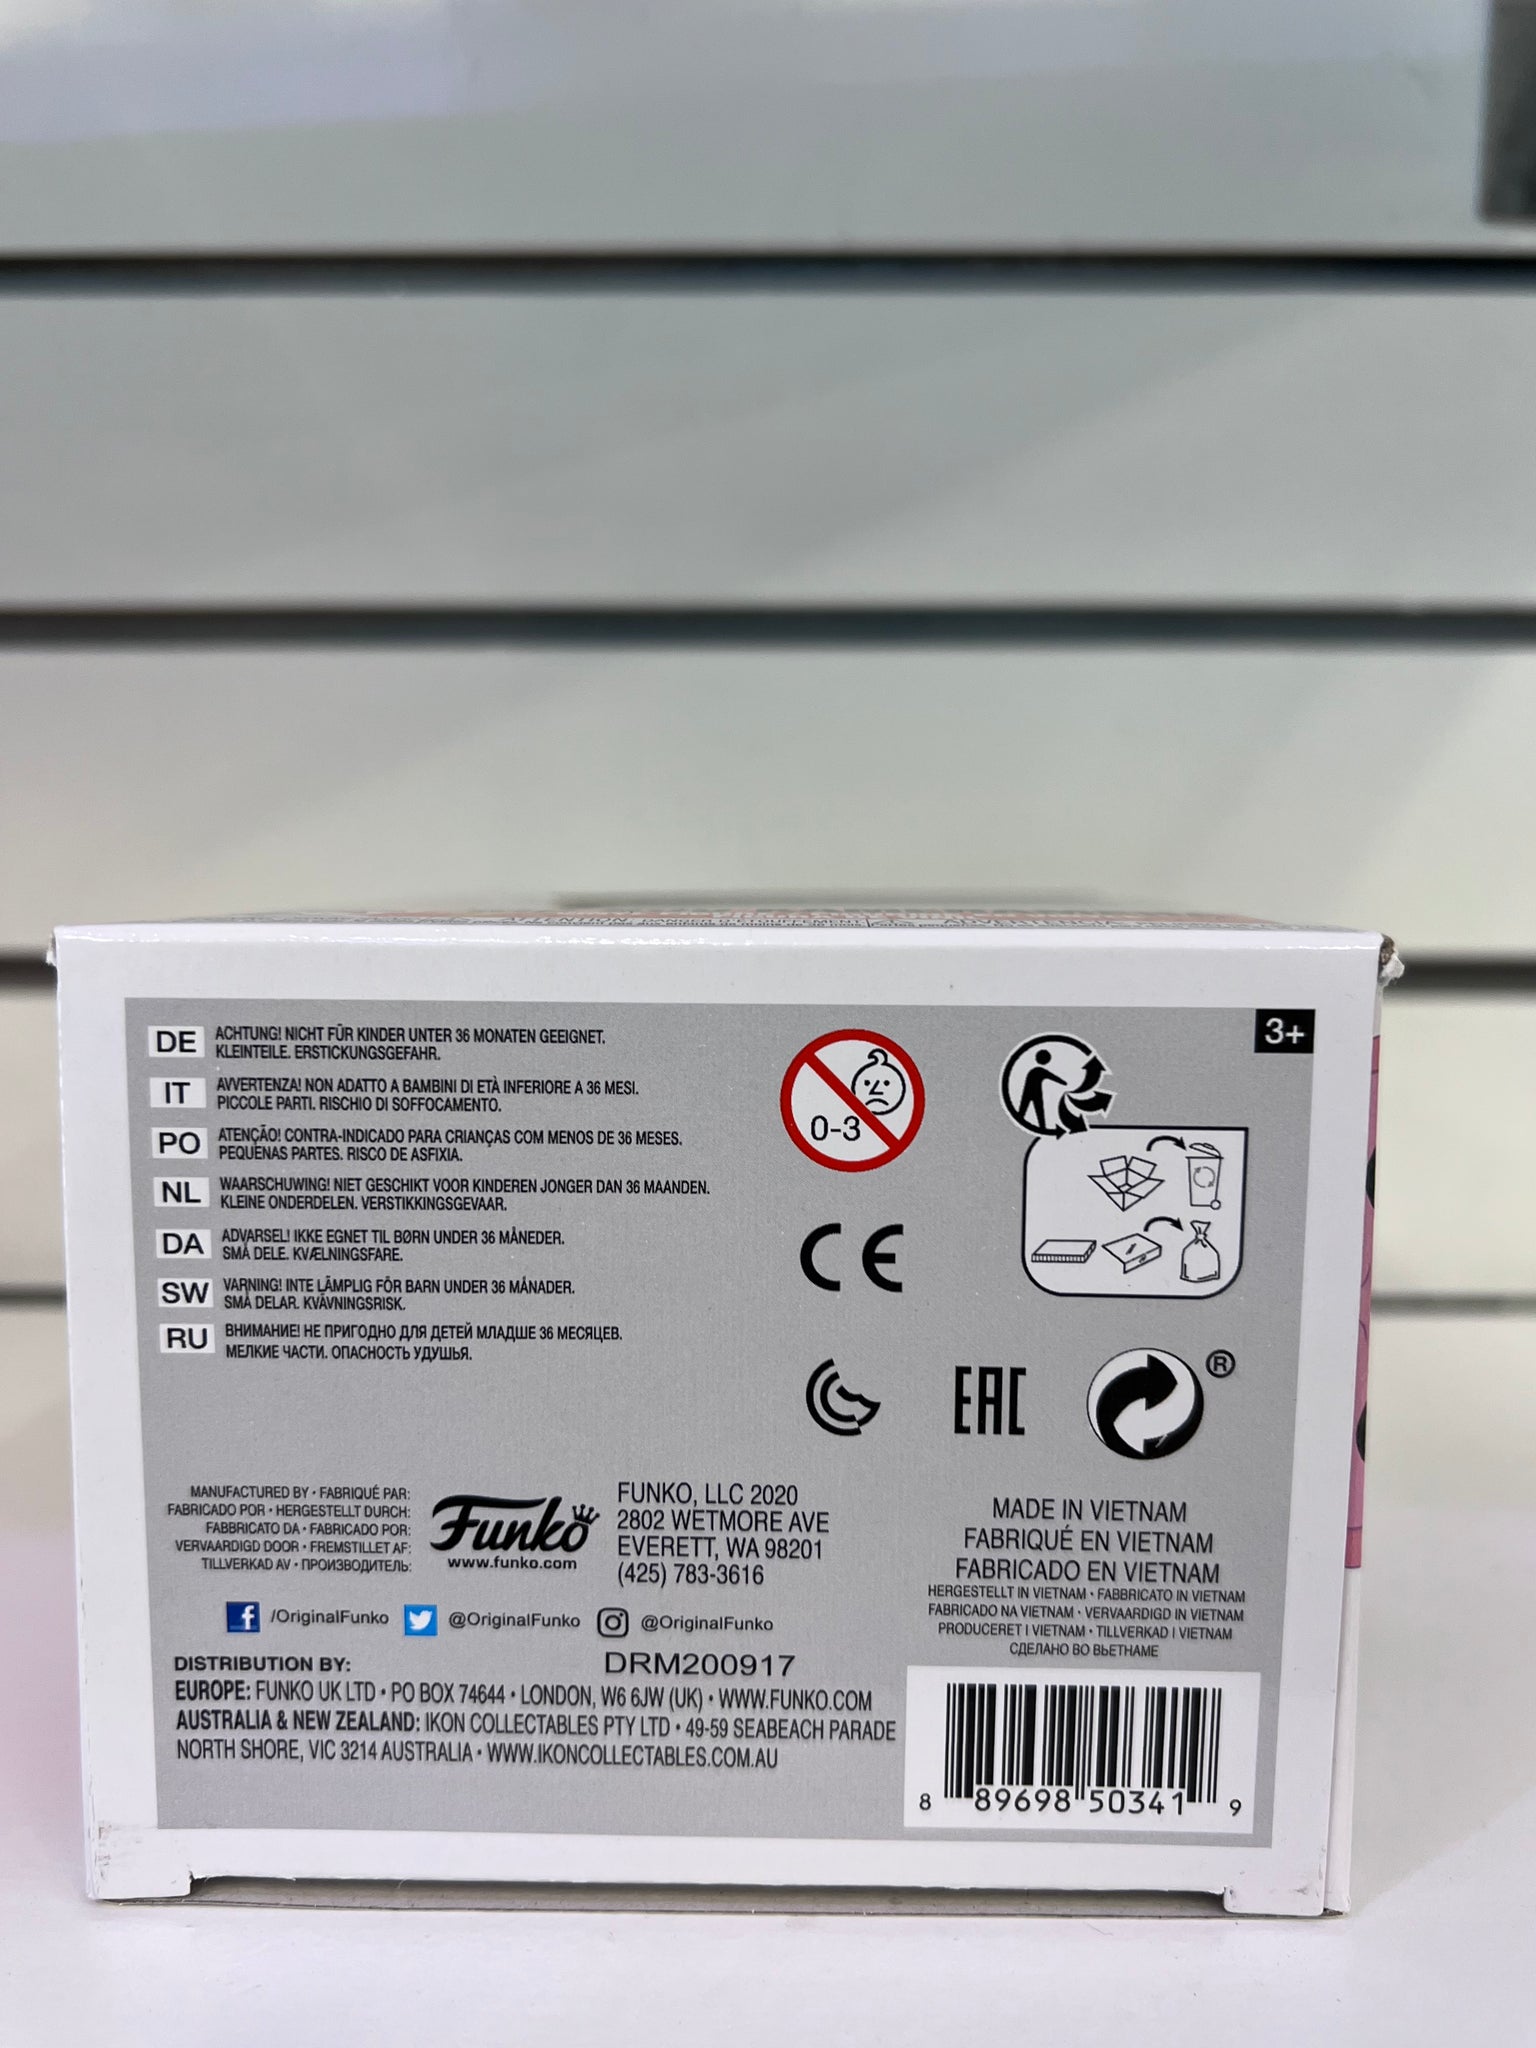 3+
DE ACHTUNG! NICHT FÜR KINDER UNTER 36 MONATEN GEEIGNET.
KLEINTEILE. ERSTICKUNGSGEFAHR.
IT AVVERTENZA! NON ADATTO A BAMBINI DI ETÀ INFERIORE A 36 MESI.
PICCOLE PARTI. RISCHIO DI SOFFOCAMENTO.
PO ATENÇÃO! CONTRA-INDICADO PARA CRIANÇAS COM MENOS DE 36 MESES.
PEQUENAS PARTES. RISCO DE ASFIXIA.
NL WAARSCHUWING! NIET GESCHIKT VOOR KINDEREN JONGER DAN 36 MAANDEN.
KLEINE ONDERDELEN. VERSTIKKINGSGEVAAR.
DA ADVARSEL! IKKE EGNET TIL BØRN UNDER 36 MÅNEDER.
SMÅ DELE. KVÆLNINGSFARE.
SW VARNING! INTE LÄMPLIG FÖR BARN UNDER 36 MÅNADER.
SMÅ DELAR. KVÄVNINGSRISK.
RU ВНИМАНИЕ! НЕ ПРИГОДНО ДЛЯ ДЕТЕЙ МЛАДШЕ 36 МЕСЯЦЕВ.
МЕЛКИЕ ЧАСТИ. ОПАСНОСТЬ УДУШЬЯ.
0-3
CE
EAC
®
MANUFACTURED BY • FABRIQUÉ PAR:
FABRICADO POR • HERGESTELLT DURCH:
FABBRICATO DA • FABRICADO POR:
VERVAARDIGD DOOR • FREMSTILLET AF:
TILLVERKAD AV • ПРОИЗВОДИТЕЛЬ:
Funko
www.funko.com
FUNKO, LLC 2020
2802 WETMORE AVE
EVERETT, WA 98201
(425) 783-3616
/OriginalFunko @OriginalFunko @OriginalFunko
DRM200917
DISTRIBUTION BY:
EUROPE: FUNKO UK LTD • PO BOX 74644 • LONDON, W6 6JW (UK) • WWW.FUNKO.COM
AUSTRALIA & NEW ZEALAND: IKON COLLECTABLES PTY LTD • 49-59 SEABEACH PARADE
NORTH SHORE, VIC 3214 AUSTRALIA • WWW.IKONCOLLECTABLES.COM.AU
MADE IN VIETNAM
FABRIQUÉ EN VIETNAM
FABRICADO EN VIETNAM
HERGESTELLT IN VIETNAM • FABBRICATO IN VIETNAM
FABRICADO NA VIETNAM • VERVAARDIGD IN VIETNAM
PRODUCERET I VIETNAM • TILLVERKAD I VIETNAM
СДЕЛАНО ВО ВЬЕТНАМЕ
8 89698 50341 9